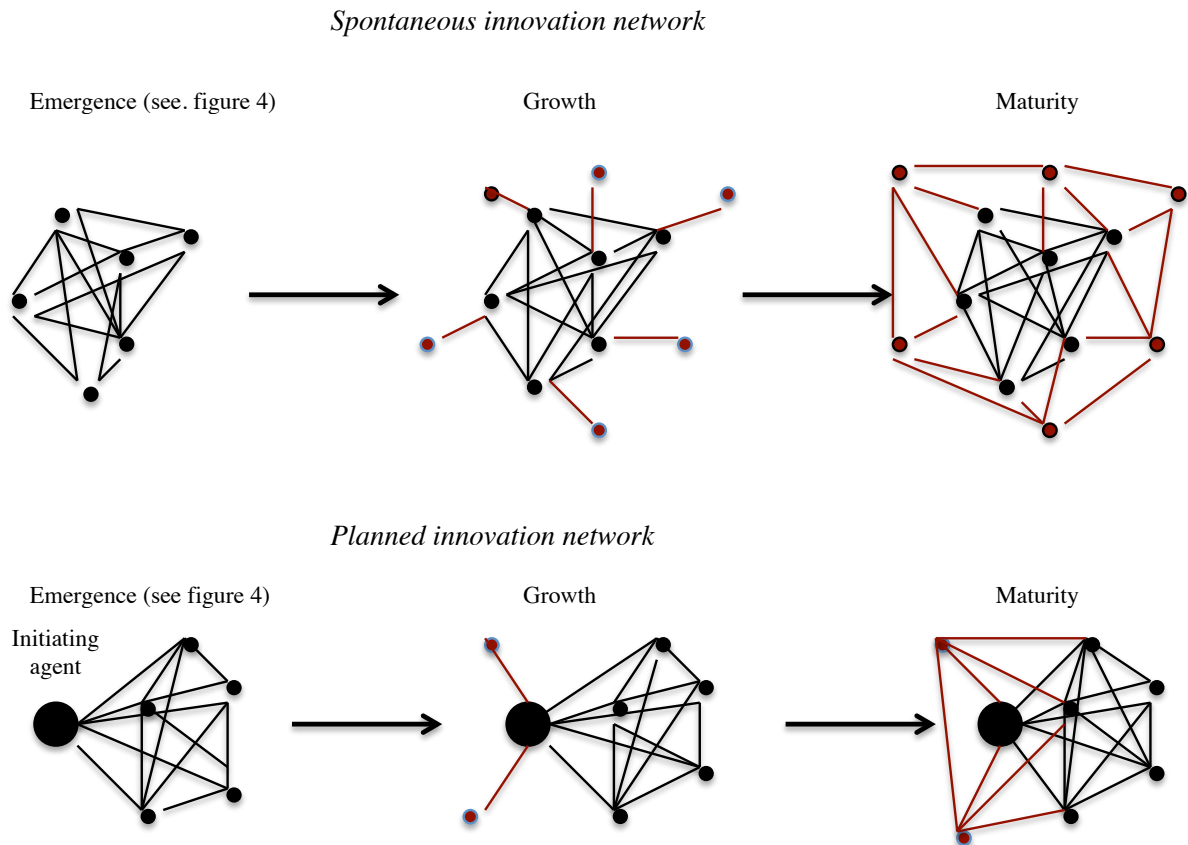 Spontaneous innovation network
Emergence (see. figure 4)
Growth
Maturity
Planned innovation network
Emergence (see figure 4)
Growth
Maturity
Initiating
agent